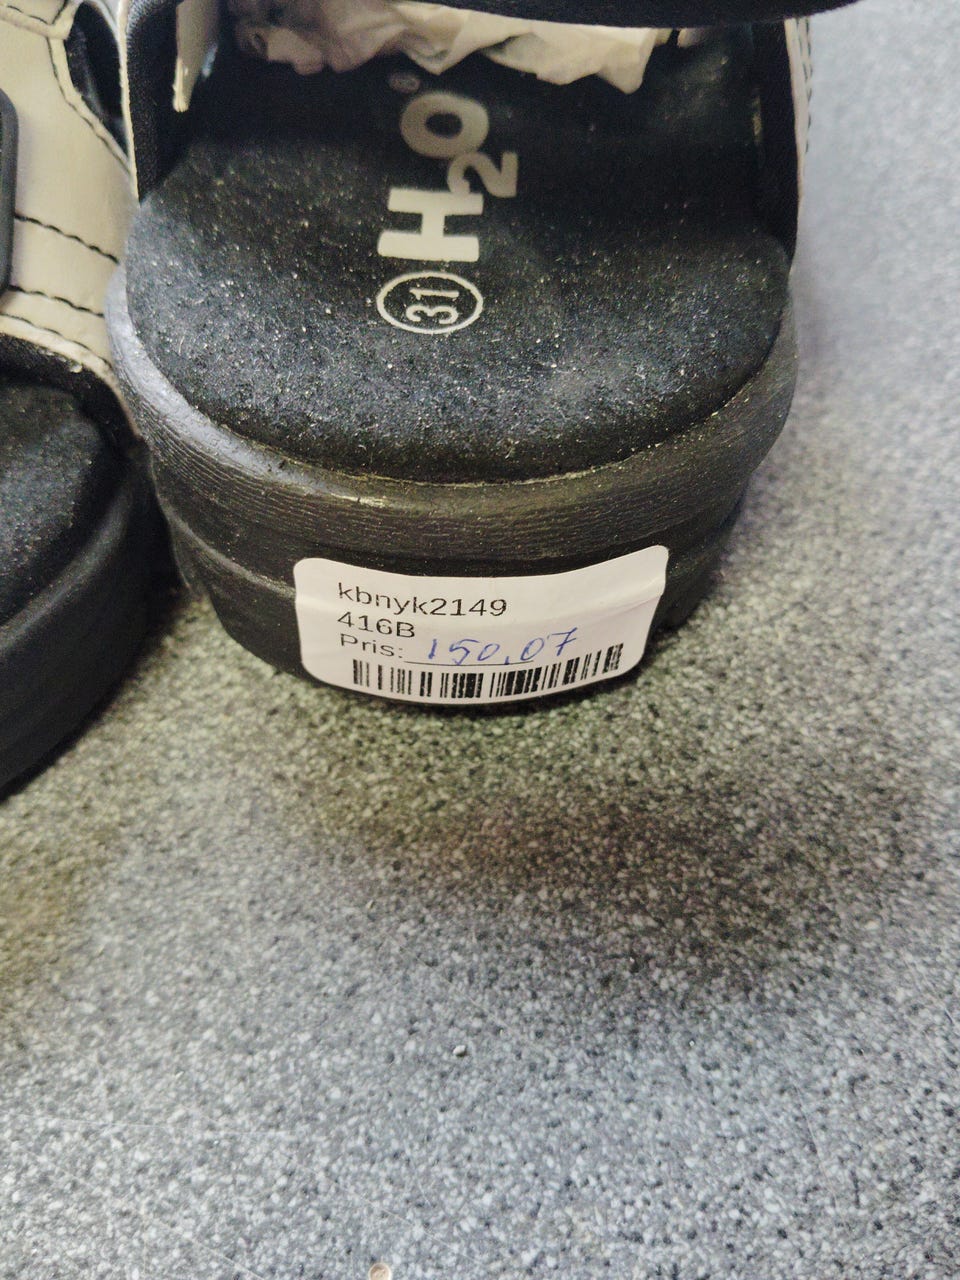 H2O®
31
kbnyk2149
416B
Pris: 150,07